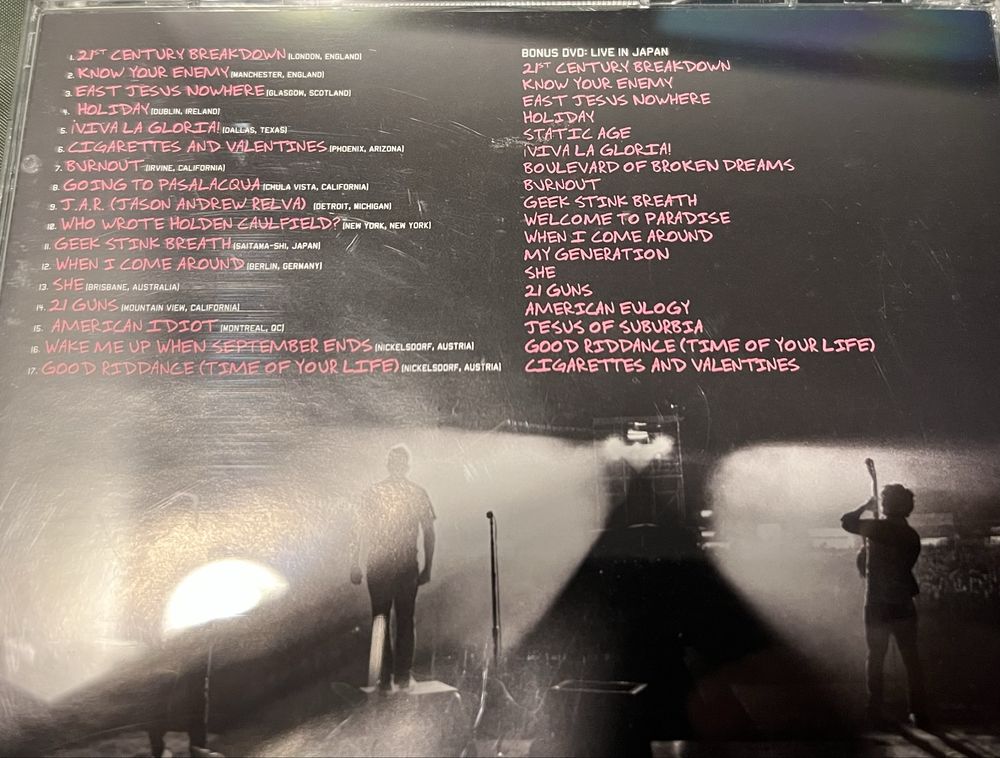 1. 21ST CENTURY BREAKDOWN (LONDON, ENGLAND)
2. KNOW YOUR ENEMY (MANCHESTER, ENGLAND)
3. EAST JESUS NOWHERE (GLASGOW, SCOTLAND)
4. HOLIDAY (DUBLIN, IRELAND)
5. ¡VIVA LA GLORIA! (DALLAS, TEXAS)
6. CIGARETTES AND VALENTINES (PHOENIX, ARIZONA)
7. BURNOUT (IRVINE, CALIFORNIA)
8. GOING TO PASALACQUA (CHULA VISTA, CALIFORNIA)
9. J.A.R. (JASON ANDREW RELVA) (DETROIT, MICHIGAN)
10. WHO WROTE HOLDEN CAULFIELD? (NEW YORK, NEW YORK)
11. GEEK STINK BREATH (SAITAMA-SHI, JAPAN)
12. WHEN I COME AROUND (BERLIN, GERMANY)
13. SHE (BRISBANE, AUSTRALIA)
14. 21 GUNS (MOUNTAIN VIEW, CALIFORNIA)
15. AMERICAN IDIOT (MONTREAL, QC)
16. WAKE ME UP WHEN SEPTEMBER ENDS (NICKELSDORF, AUSTRIA)
17. GOOD RIDDANCE (TIME OF YOUR LIFE) (NICKELSDORF, AUSTRIA)
BONUS DVD: LIVE IN JAPAN
21ST CENTURY BREAKDOWN
KNOW YOUR ENEMY
EAST JESUS NOWHERE
HOLIDAY
STATIC AGE
¡VIVA LA GLORIA!
BOULEVARD OF BROKEN DREAMS
BURNOUT
GEEK STINK BREATH
WELCOME TO PARADISE
WHEN I COME AROUND
MY GENERATION
SHE
21 GUNS
AMERICAN EULOGY
JESUS OF SUBURBIA
GOOD RIDDANCE (TIME OF YOUR LIFE)
CIGARETTES AND VALENTINES